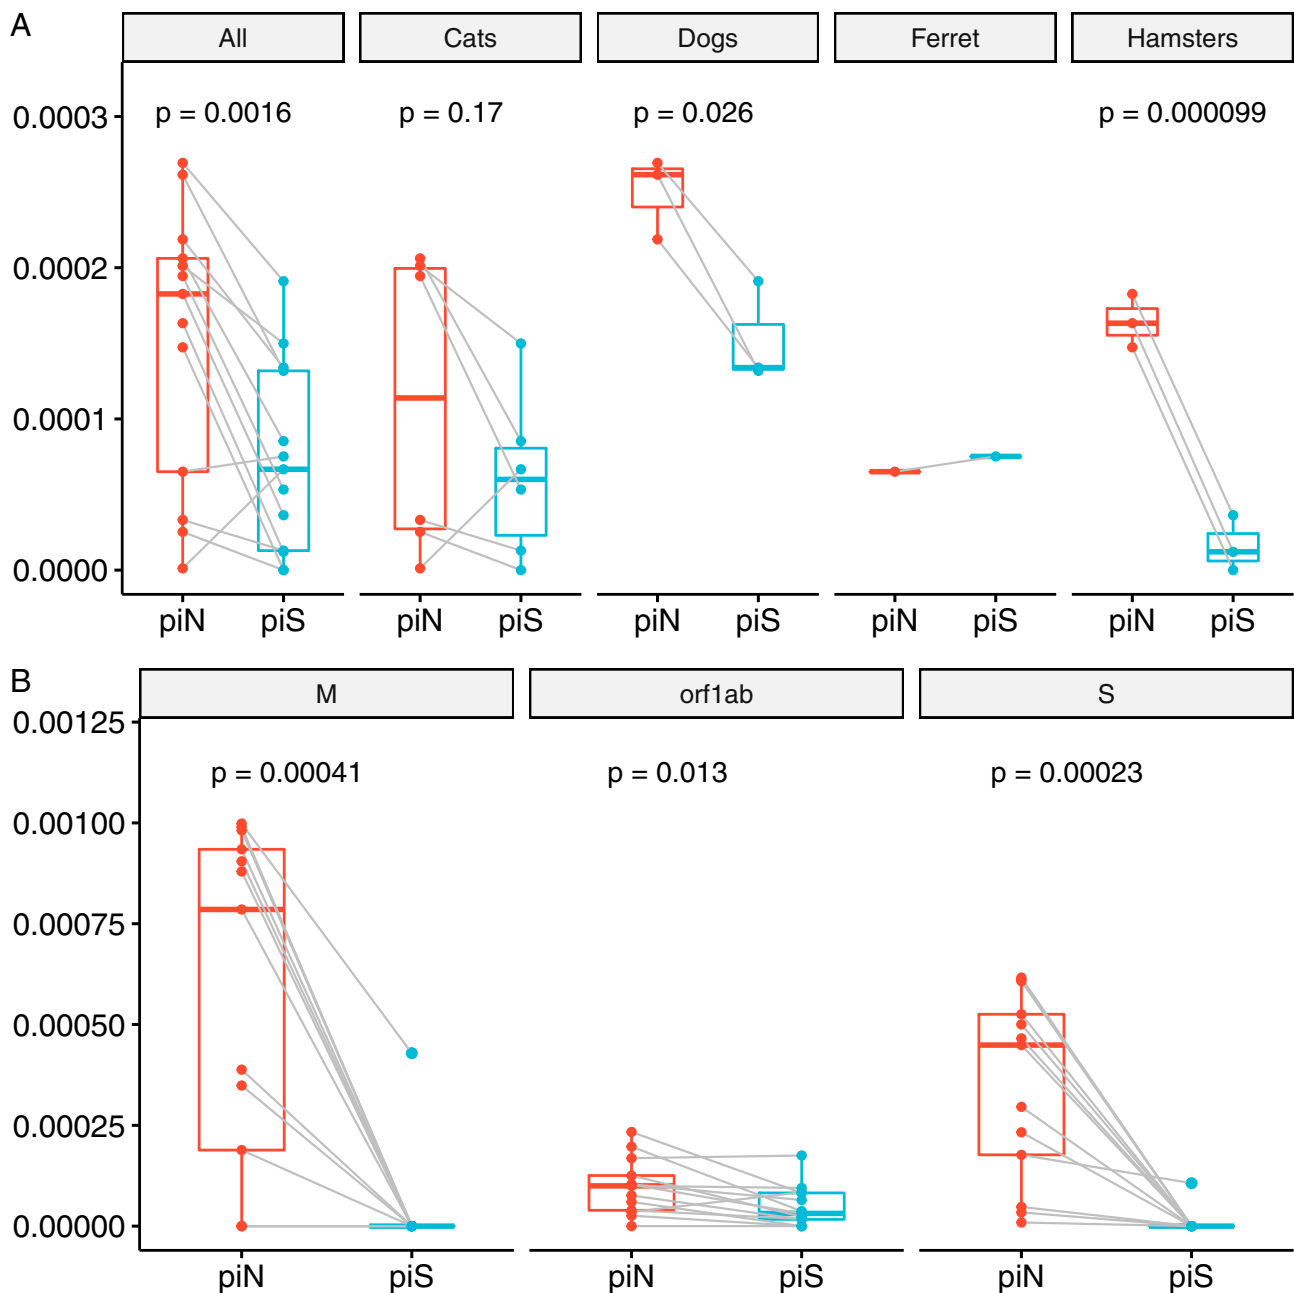 A
All Cats Dogs Ferret Hamsters
p = 0.0016 p = 0.17 p = 0.026 p = 0.000099
0.0003
0.0002
0.0001
0.0000
piN piS piN piS piN piS piN piS piN piS
B
M orf1ab S
0.00125
p = 0.00041 p = 0.013 p = 0.00023
0.00100
0.00075
0.00050
0.00025
0.00000
piN piS piN piS piN piS